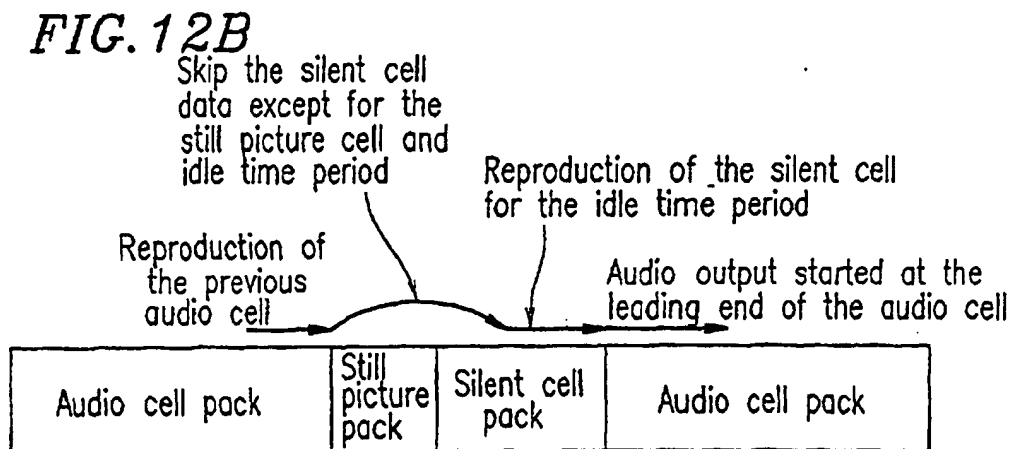 FIG.12B
Skip the silent cell
data except for the
still picture cell and
idle time period
Reproduction of the silent cell
for the idle time period
Reproduction of
the previous
audio cell
Audio output started at the
leading end of the audio cell
Audio cell pack
Still
picture
pack
Silent cell
pack
Audio cell pack